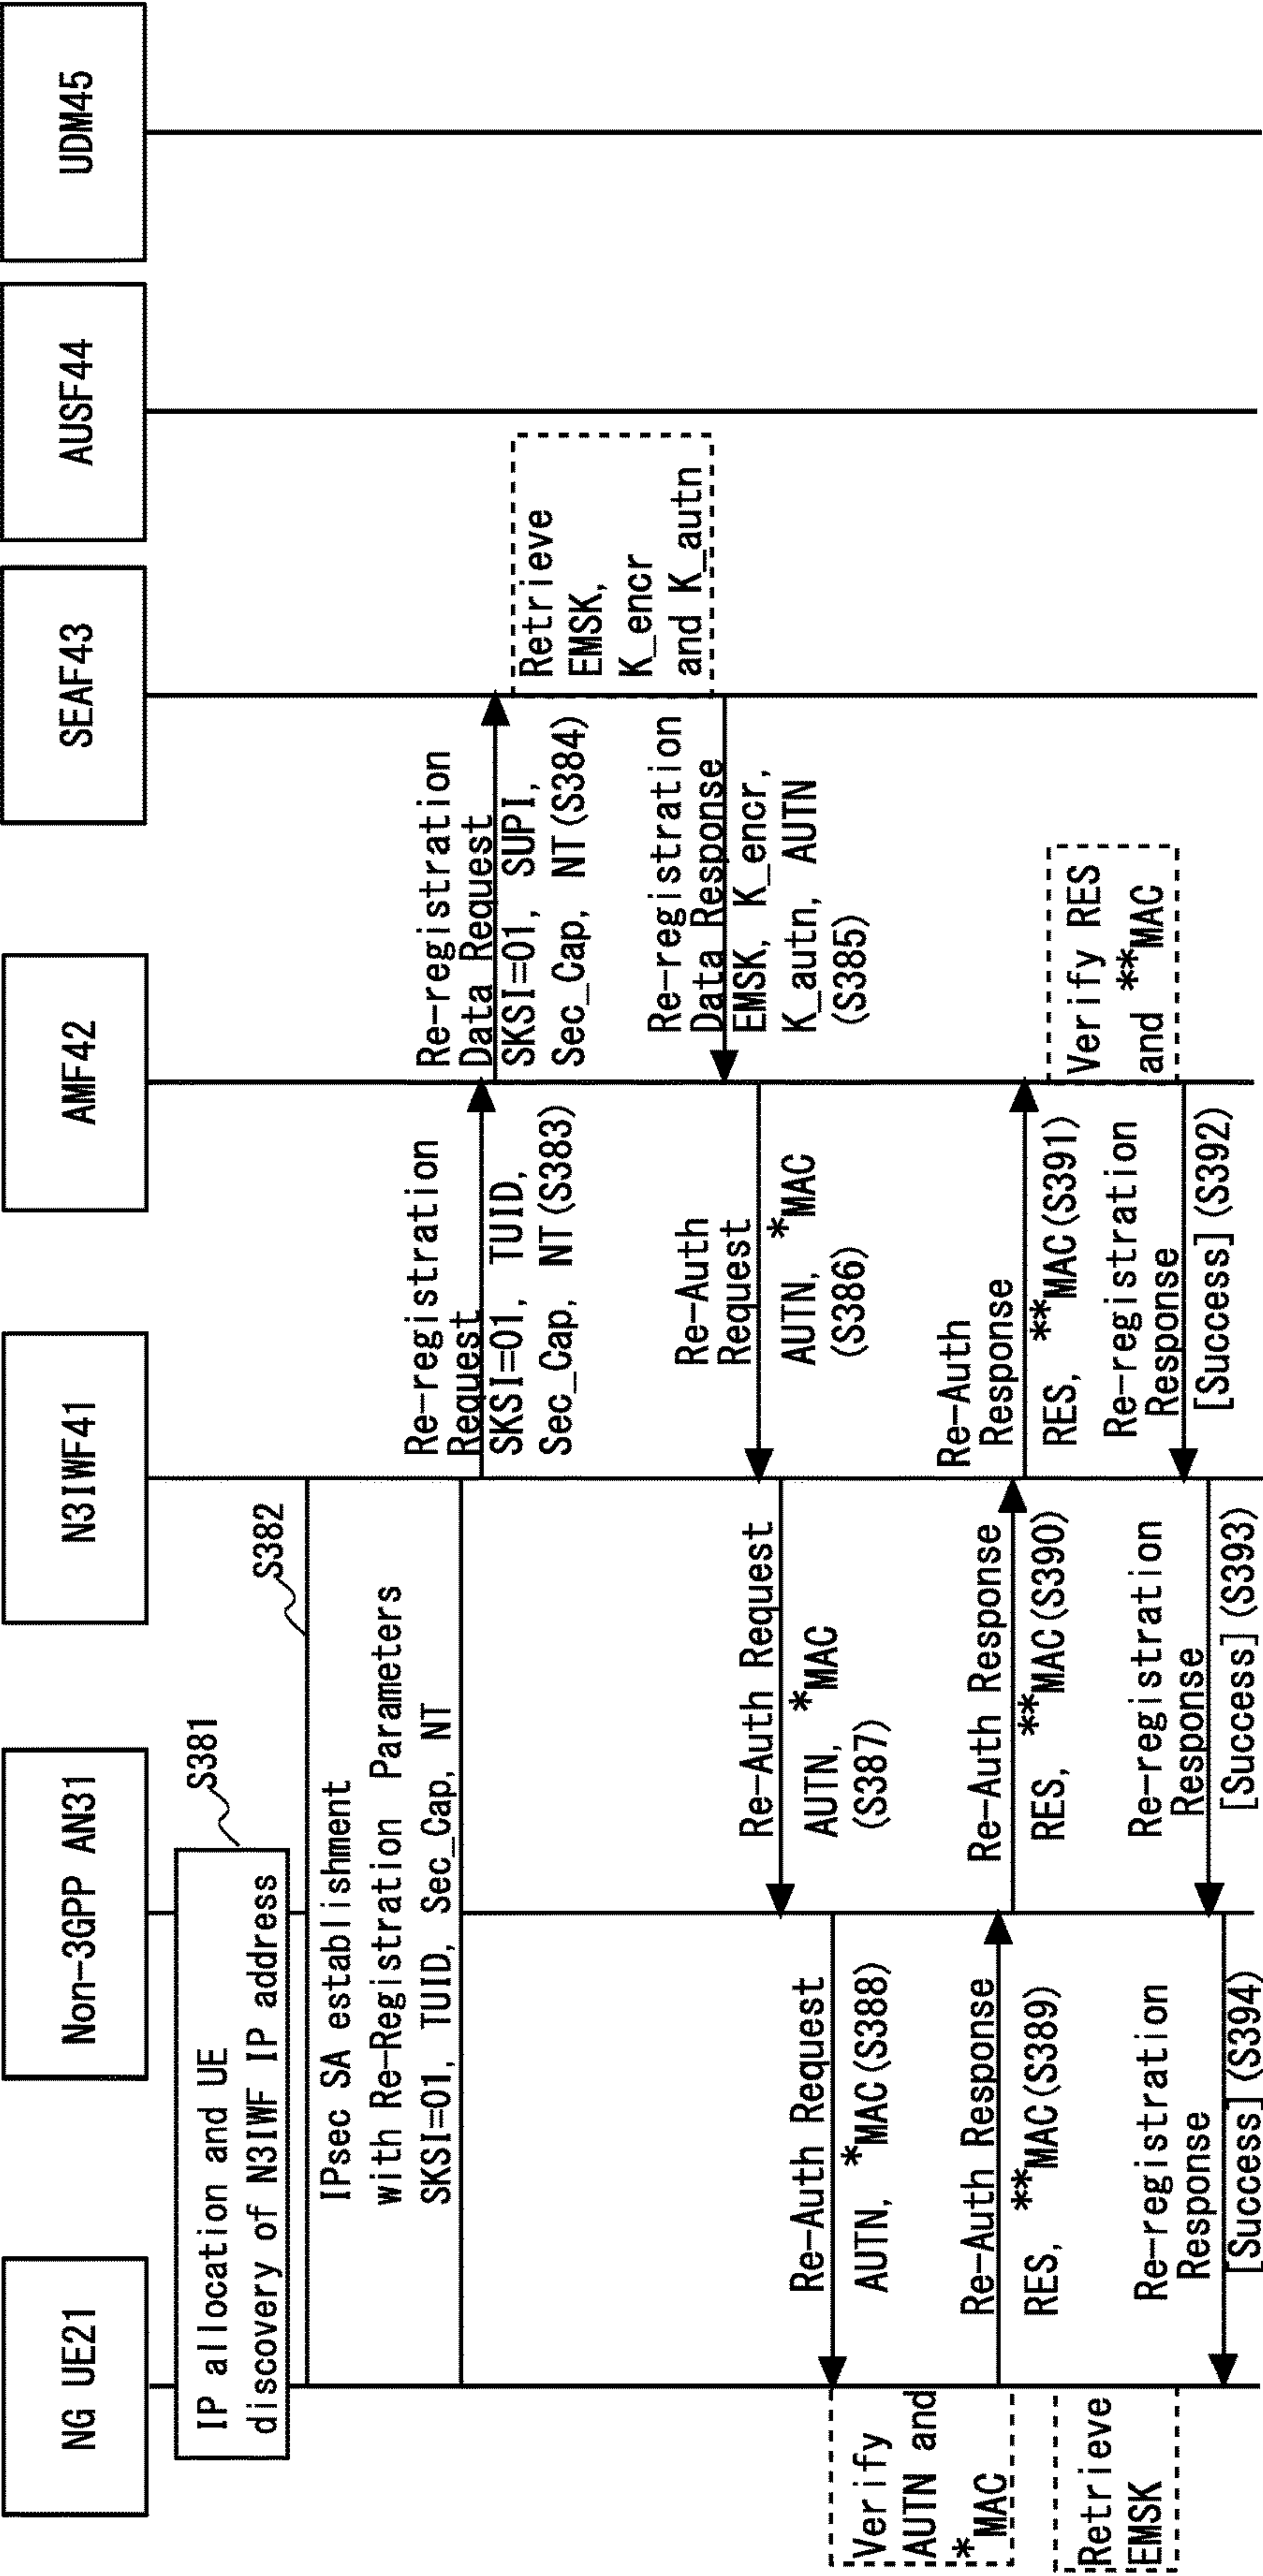 NG UE21
Non-3GPP AN31
N3IWF41
AMF42
SEAF43
AUSF44
UDM45
IP allocation and UE
discovery of N3IWF IP address
S381
S382
IPsec SA establishment
with Re-Registration Parameters
SKSI=01, TUID, Sec_Cap, NT
Re-registration
Request
SKSI=01, TUID,
Sec_Cap, NT(S383)
Re-registration
Data Request
SKSI=01, SUPI,
Sec_Cap, NT(S384)
Retrieve
EMSK,
K_encr
and K_autn
Re-registration
Data Response
EMSK, K_encr,
K_autn, AUTN
(S385)
Re-Auth
Request
AUTN, *MAC
(S386)
Re-Auth Request
AUTN, *MAC
(S387)
Re-Auth Request
AUTN, *MAC(S388)
Verify
AUTN and
*MAC
Re-Auth Response
RES, **MAC(S389)
Re-Auth Response
RES, **MAC(S390)
Re-Auth
Response
RES, **MAC(S391)
Verify RES
and **MAC
Retrieve
EMSK
Re-registration
Response
[Success](S392)
Re-registration
Response
[Success](S393)
Re-registration
Response
[Success](S394)